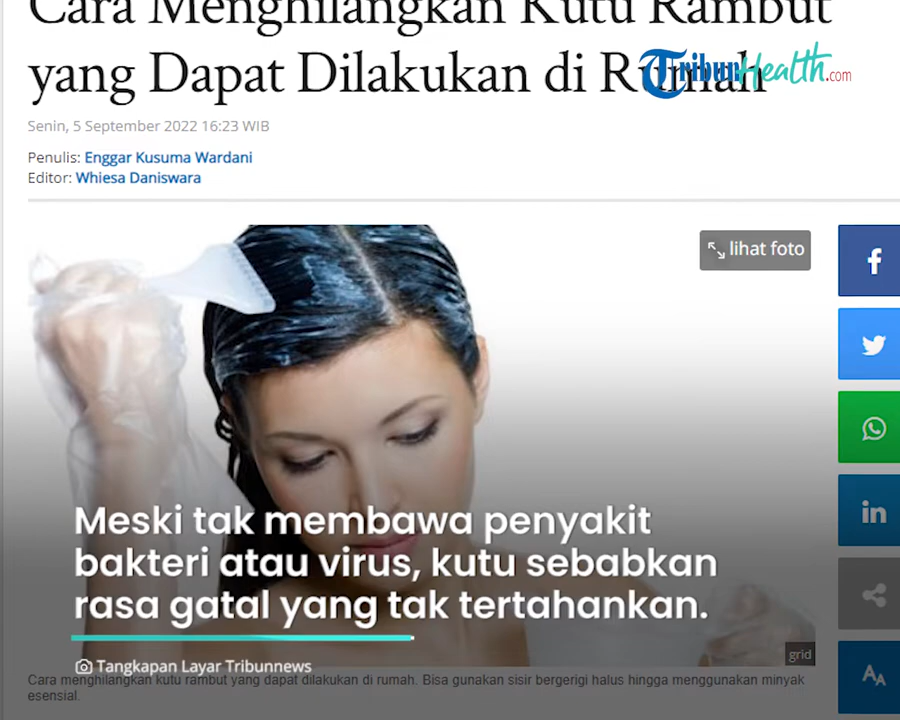 Cara Menghilangkan Kutu Rambut
yang Dapat Dilakukan di Rumah
TribunHealth.com
Senin, 5 September 2022 16:23 WIB
Penulis: Enggar Kusuma Wardani
Editor: Whiesa Daniswara
lihat foto
Meski tak membawa penyakit
bakteri atau virus, kutu sebabkan
rasa gatal yang tak tertahankan.
grid
Tangkapan Layar Tribunnews
Cara menghilangkan kutu rambut yang dapat dilakukan di rumah. Bisa gunakan sisir bergerigi halus hingga menggunakan minyak
esensial.
AA